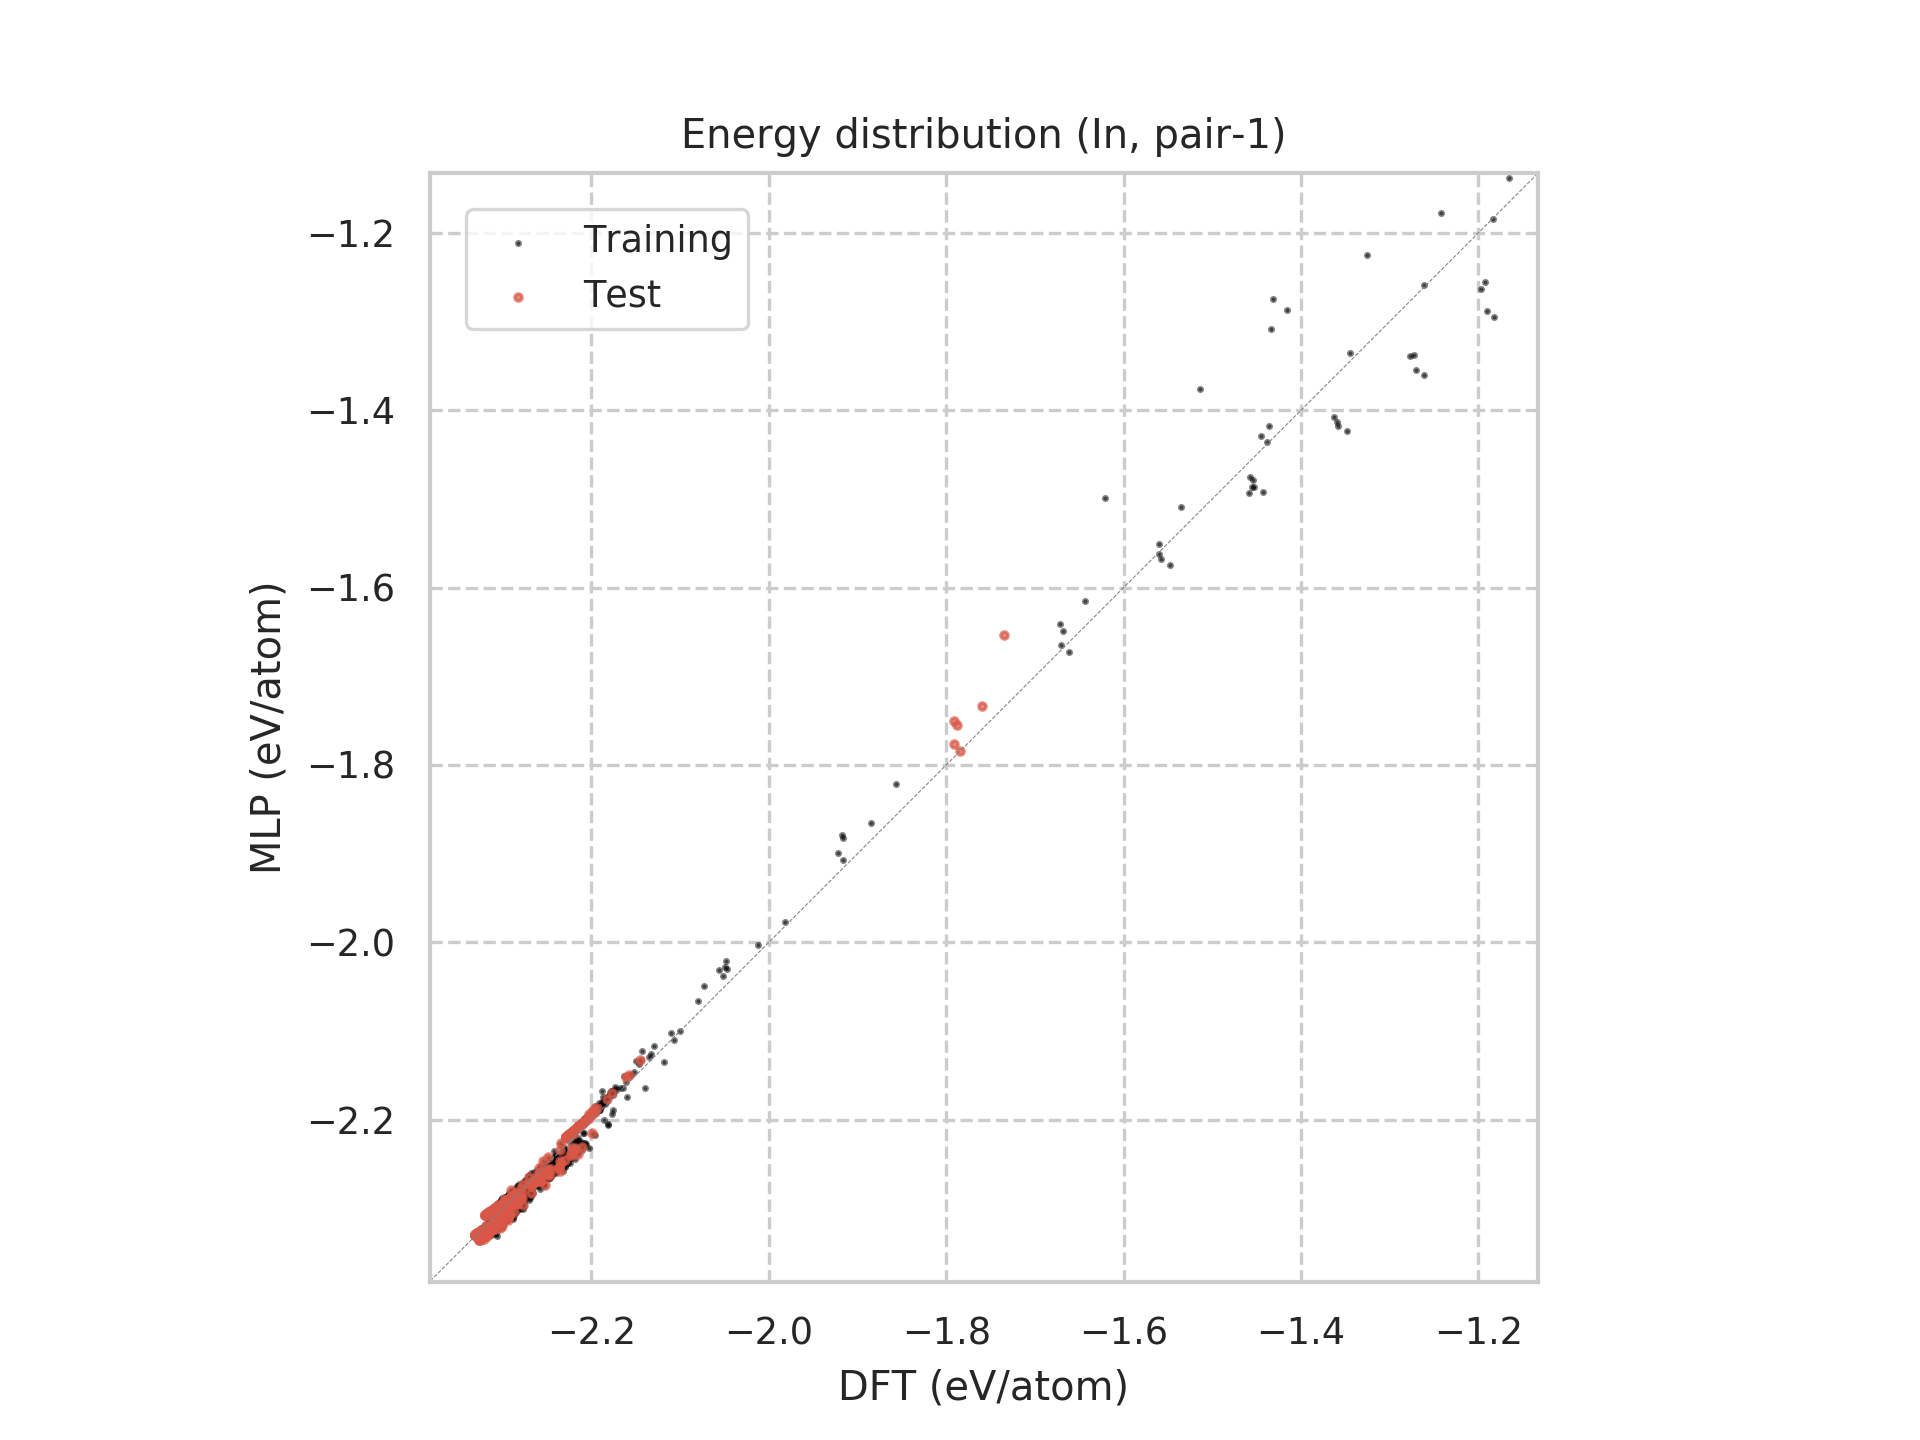 Energy distribution (In, pair-1)
Training
Test
−1.2
−1.4
−1.6
−1.8
−2.0
−2.2
MLP (eV/atom)
−2.2 −2.0 −1.8 −1.6 −1.4 −1.2
DFT (eV/atom)